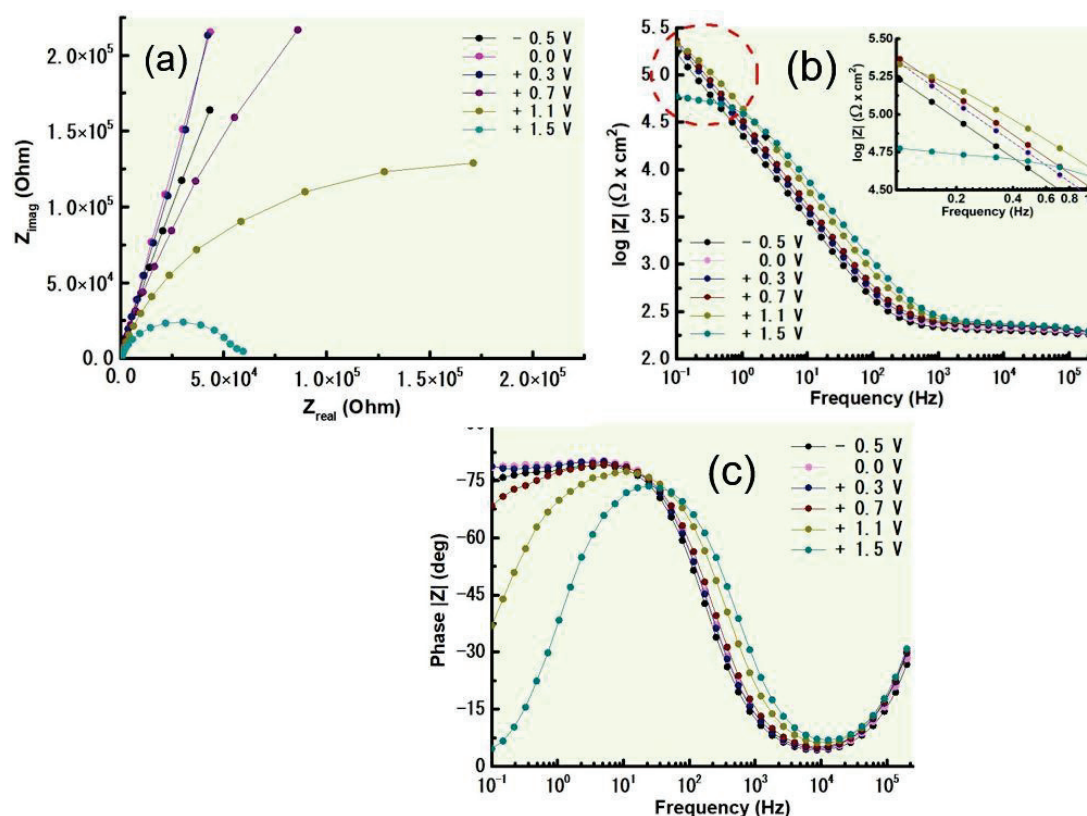 (a)
2.0×10⁵
1.5×10⁵
1.0×10⁵
5.0×10⁴
0.0
Z_imag (Ohm)
0.0 5.0×10⁴ 1.0×10⁵ 1.5×10⁵ 2.0×10⁵
Z_real (Ohm)
− 0.5 V
0.0 V
+ 0.3 V
+ 0.7 V
+ 1.1 V
+ 1.5 V
(b)
5.5
5.0
4.5
4.0
3.5
3.0
2.5
2.0
log |Z| (Ω x cm²)
10⁻¹ 10⁰ 10¹ 10² 10³ 10⁴ 10⁵
Frequency (Hz)
− 0.5 V
0.0 V
+ 0.3 V
+ 0.7 V
+ 1.1 V
+ 1.5 V
5.50
5.25
5.00
4.75
4.50
log |Z| (Ω x cm²)
0.2 0.4 0.6 0.8
Frequency (Hz)
(c)
−75
−60
−45
−30
−15
0
Phase |Z| (deg)
10⁻¹ 10⁰ 10¹ 10² 10³ 10⁴ 10⁵
Frequency (Hz)
− 0.5 V
0.0 V
+ 0.3 V
+ 0.7 V
+ 1.1 V
+ 1.5 V